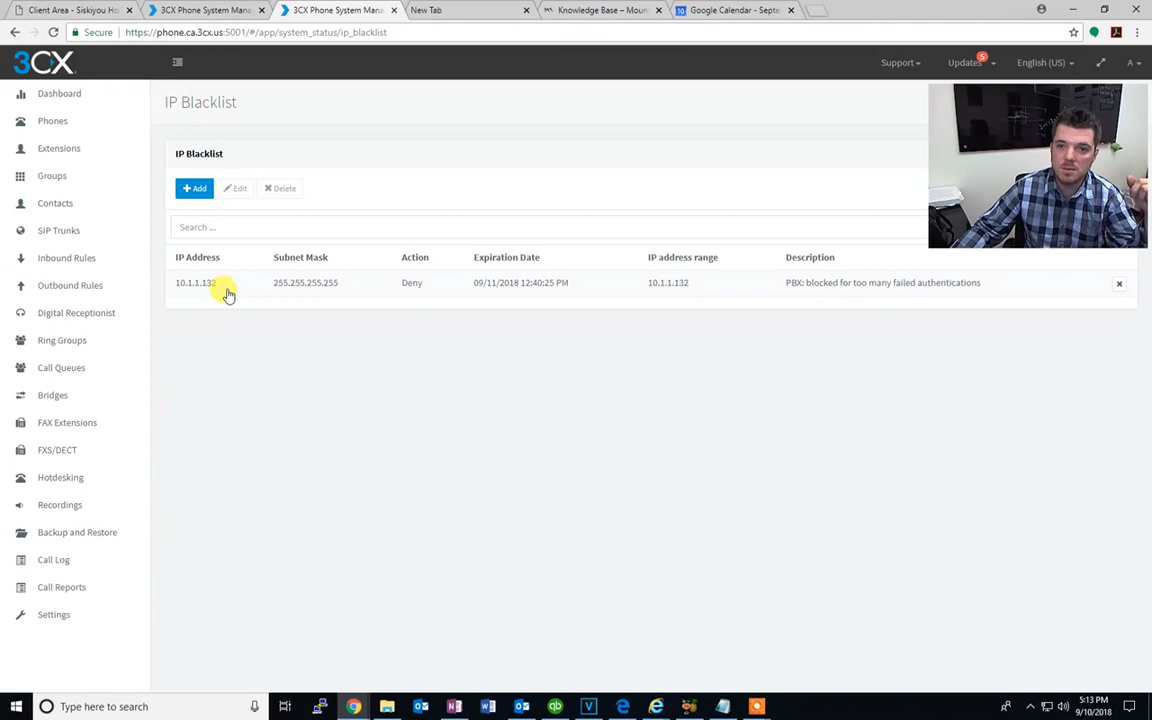 Client Area - Siskiyou Ho
3CX Phone System Mana
3CX Phone System Mana
New Tab
Knowledge Base – Moun
Google Calendar - Septe
Secure
https://phone.ca.3cx.us:5001/#/app/system_status/ip_blacklist
3CX
Support
Updates
5
English (US)
A
Dashboard
Phones
Extensions
Groups
Contacts
SIP Trunks
Inbound Rules
Outbound Rules
Digital Receptionist
Ring Groups
Call Queues
Bridges
FAX Extensions
FXS/DECT
Hotdesking
Recordings
Backup and Restore
Call Log
Call Reports
Settings
IP Blacklist
IP Blacklist
+ Add
Edit
Delete
Search ...
IP Address Subnet Mask Action Expiration Date IP address range Description
10.1.1.132 255.255.255.255 Deny 09/11/2018 12:40:25 PM 10.1.1.132 PBX: blocked for too many failed authentications
Type here to search
5:13 PM
9/10/2018